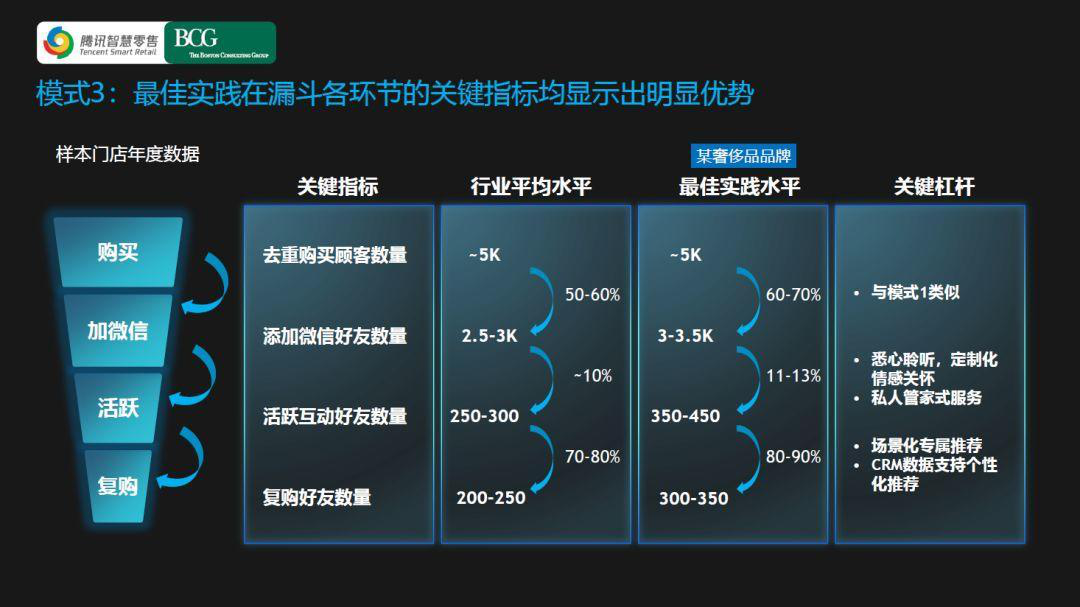 腾讯智慧零售
Tencent Smart Retail
BCG
THE BOSTON CONSULTING GROUP
模式3：最佳实践在漏斗各环节的关键指标均显示出明显优势
样本门店年度数据
某奢侈品品牌
关键指标
行业平均水平
最佳实践水平
关键杠杆
购买
去重购买顾客数量
~5K
~5K
50-60%
60-70%
• 与模式1类似
加微信
添加微信好友数量
2.5-3K
3-3.5K
~10%
11-13%
• 悉心聆听，定制化
情感关怀
• 私人管家式服务
活跃
活跃互动好友数量
250-300
350-450
70-80%
80-90%
• 场景化专属推荐
• CRM数据支持个性
化推荐
复购
复购好友数量
200-250
300-350